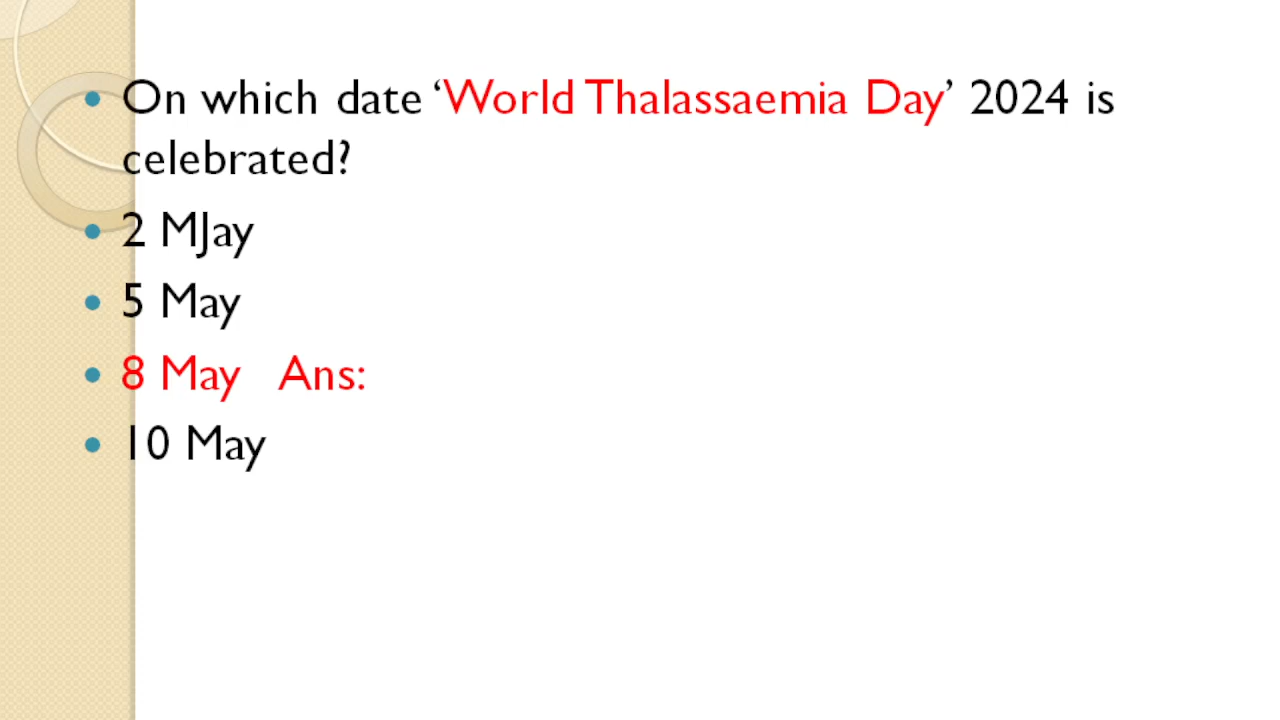 • On which date ‘World Thalassaemia Day’ 2024 is
celebrated?
• 2 MJay
• 5 May
• 8 May   Ans:
• 10 May